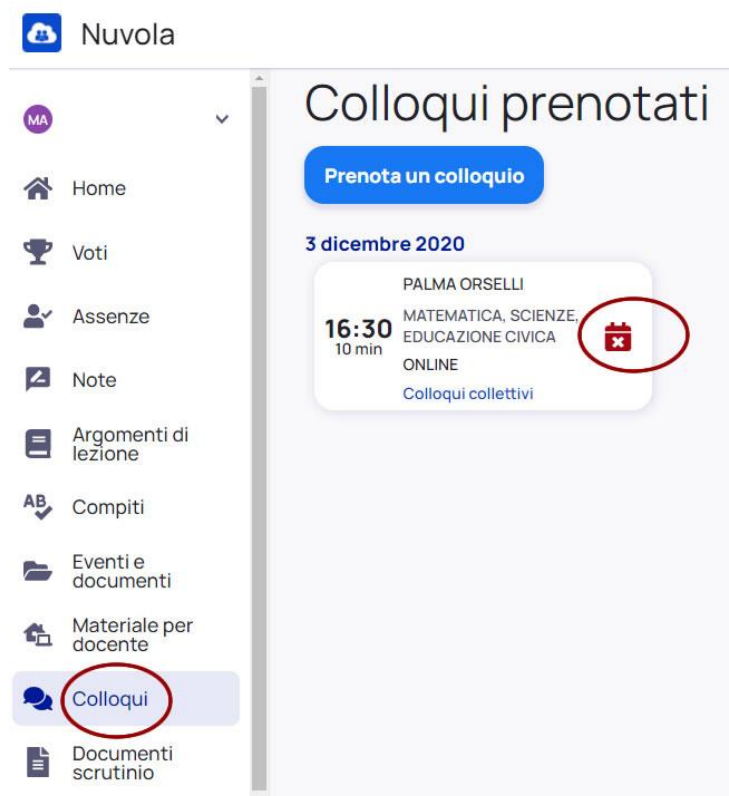 Nuvola
MA
Home
Voti
Assenze
Note
Argomenti di
lezione
AB
Compiti
Eventi e
documenti
Materiale per
docente
Colloqui
Documenti
scrutinio
Colloqui prenotati
Prenota un colloquio
3 dicembre 2020
16:30
10 min
PALMA ORSELLI
MATEMATICA, SCIENZE,
EDUCAZIONE CIVICA
ONLINE
Colloqui collettivi